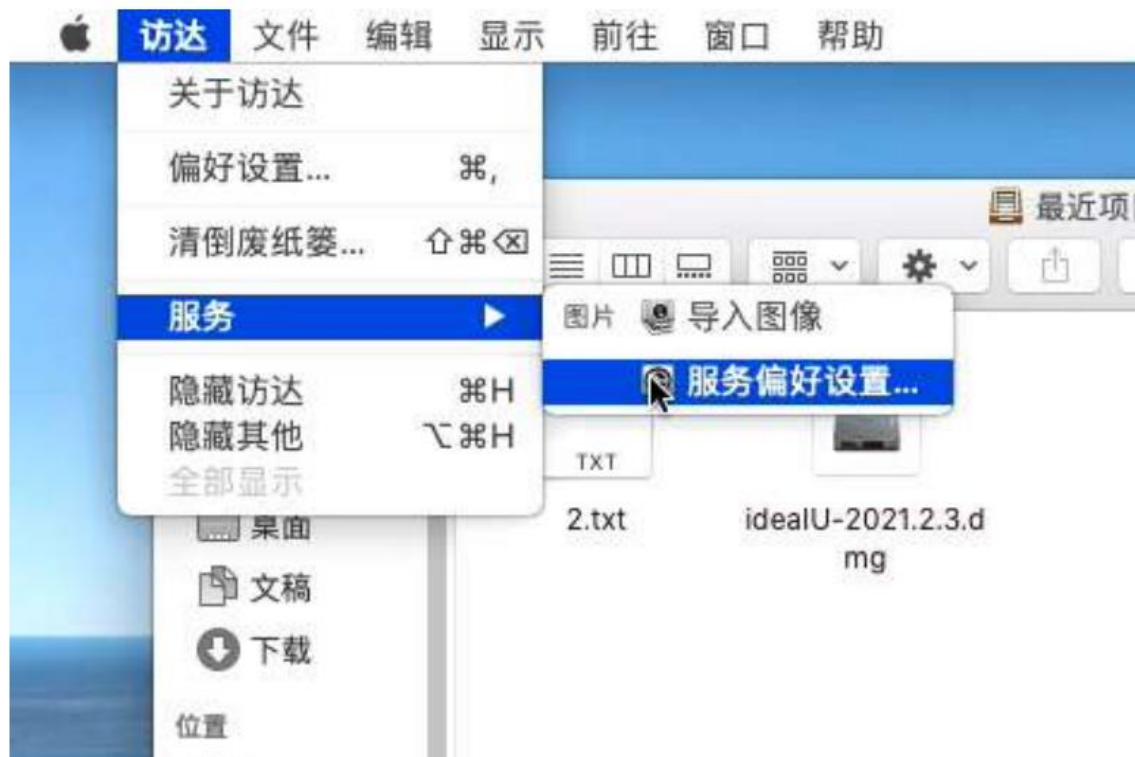 访达 文件 编辑 显示 前往 窗口 帮助
关于访达
偏好设置... ⌘,
清倒废纸篓... ⇧⌘⌫
服务 ▶
图片 导入图像
服务偏好设置...
隐藏访达 ⌘H
隐藏其他 ⌥⌘H
全部显示
最近项
TXT
2.txt
idealU-2021.2.3.d
mg
桌面
文稿
下载
位置